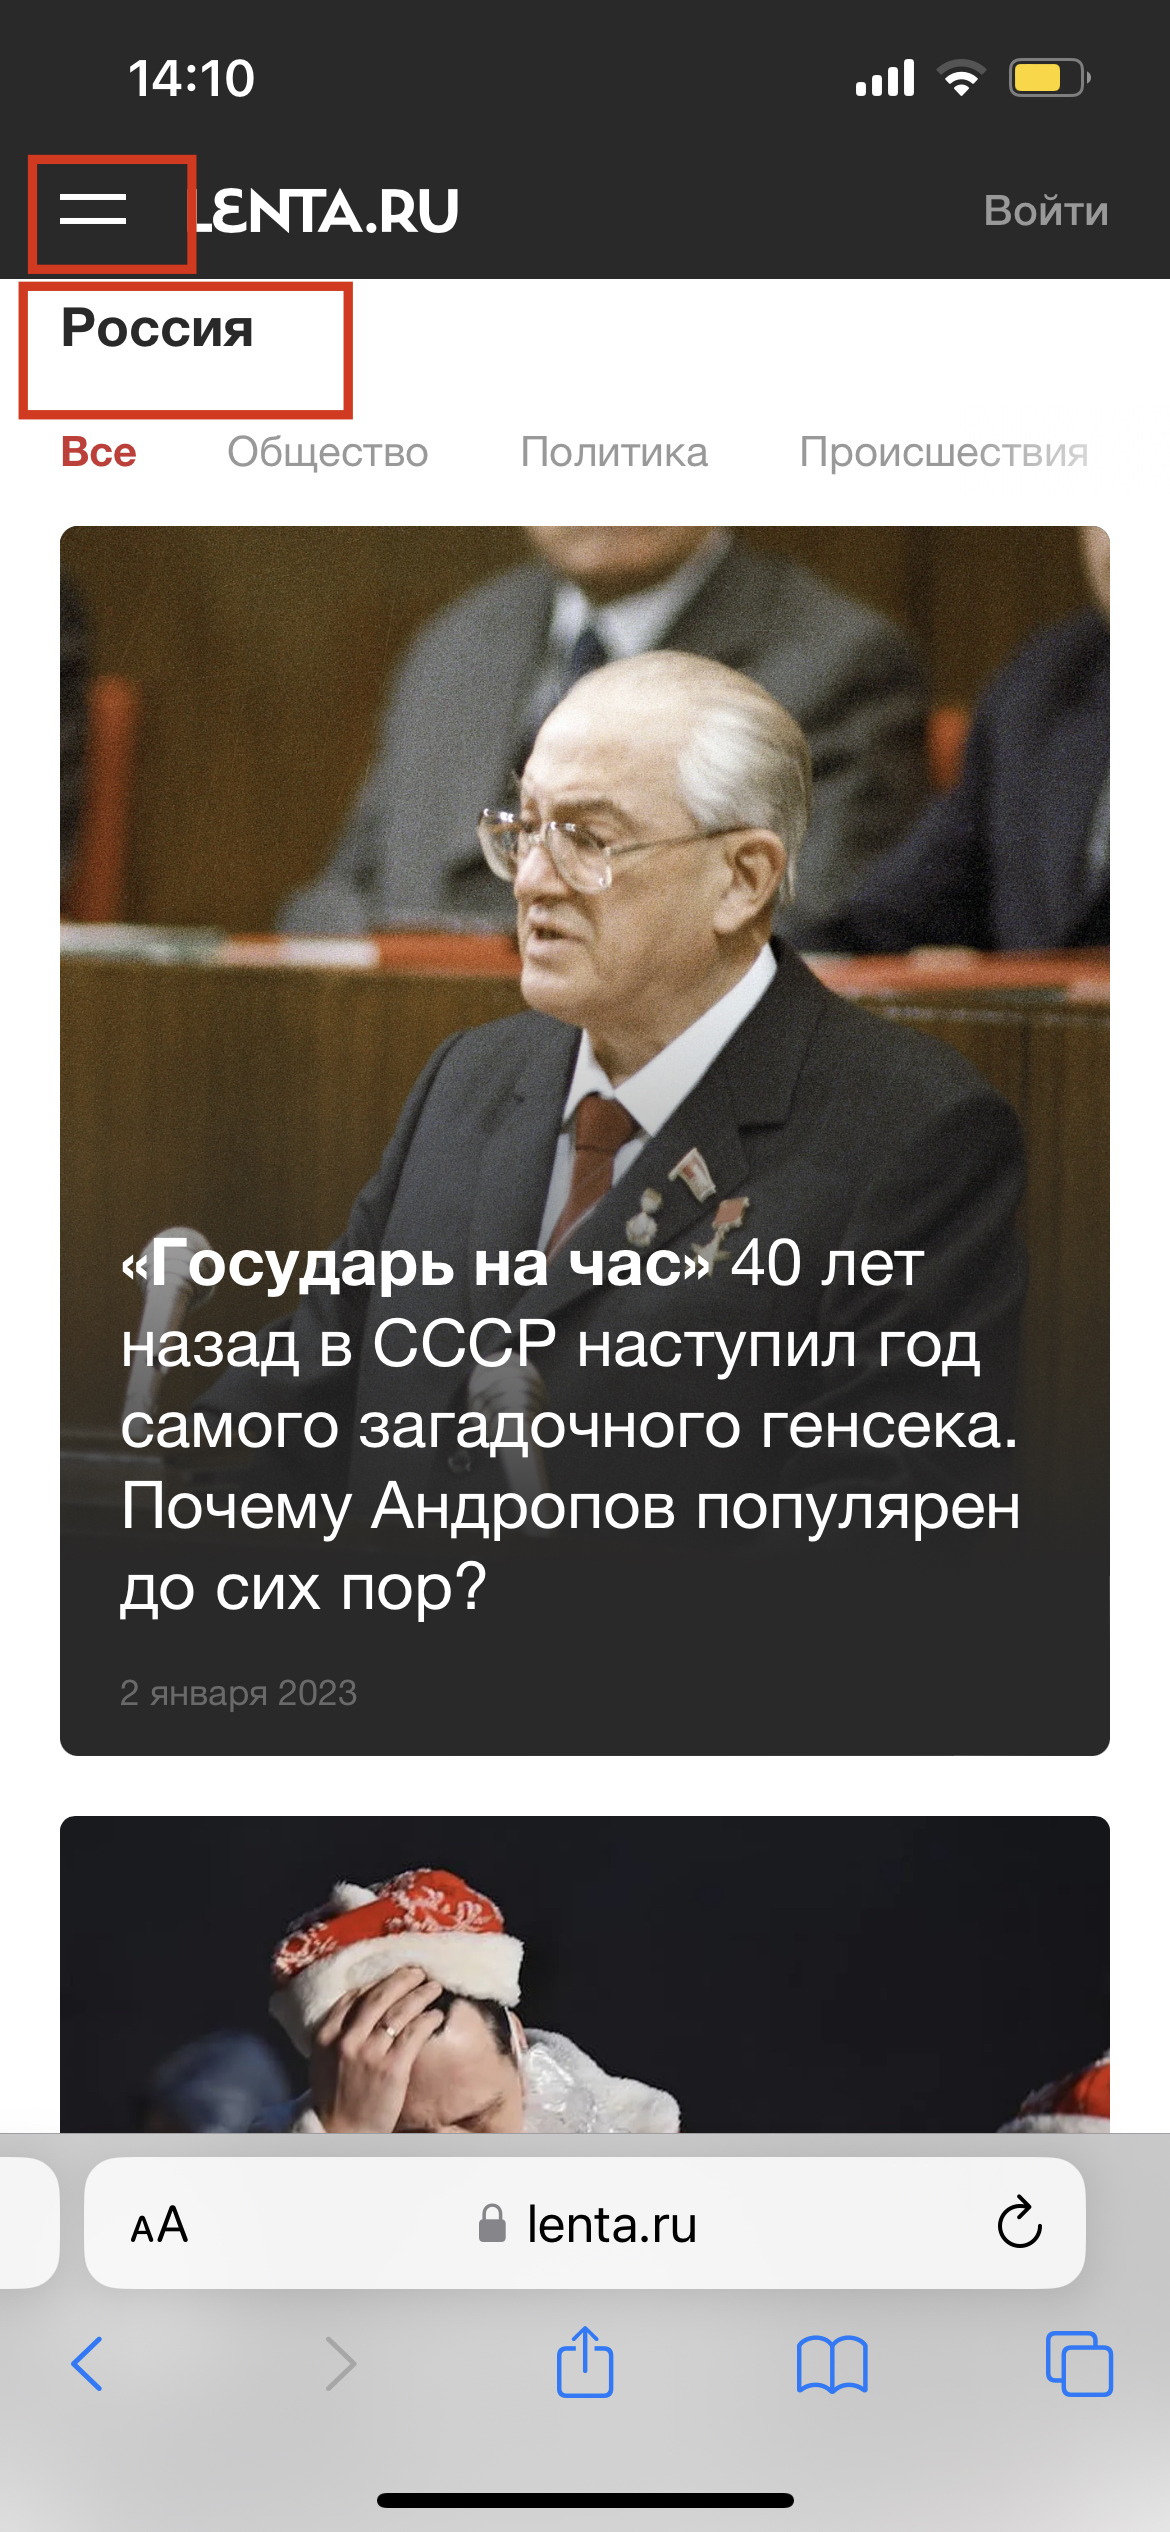 14:10
LENTA.RU
Войти
Россия
Все Общество Политика Происшествия
«Государь на час» 40 лет
назад в СССР наступил год
самого загадочного генсека.
Почему Андропов популярен
до сих пор?
2 января 2023
AA lenta.ru